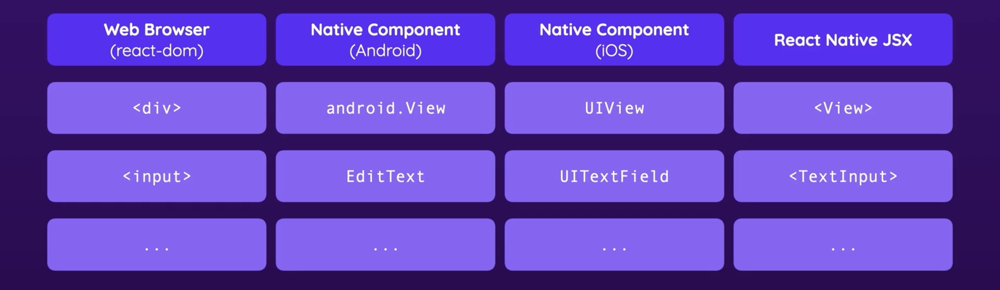 Web Browser
(react-dom)
Native Component
(Android)
Native Component
(iOS)
React Native JSX
<div>
android.View
UIView
<View>
<input>
EditText
UITextField
<TextInput>
...
...
...
...